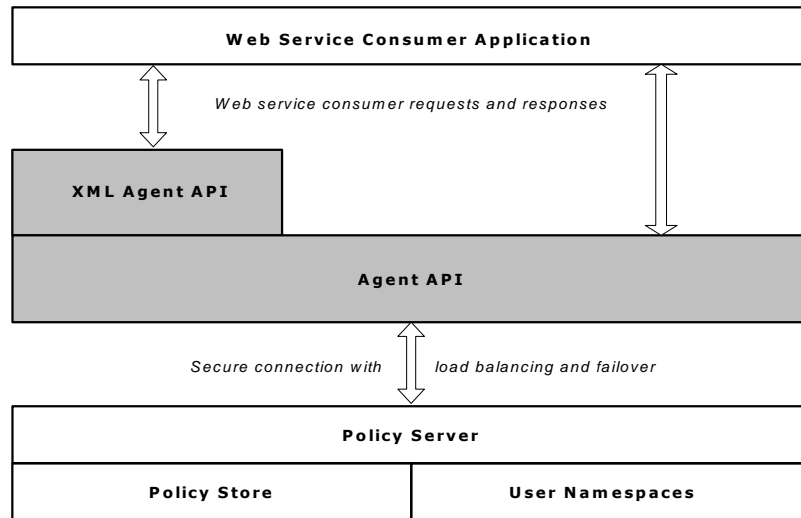 Web Service Consumer Application
Web service consumer requests and responses
XML Agent API
Agent API
Secure connection with load balancing and failover
Policy Server
Policy Store
User Namespaces